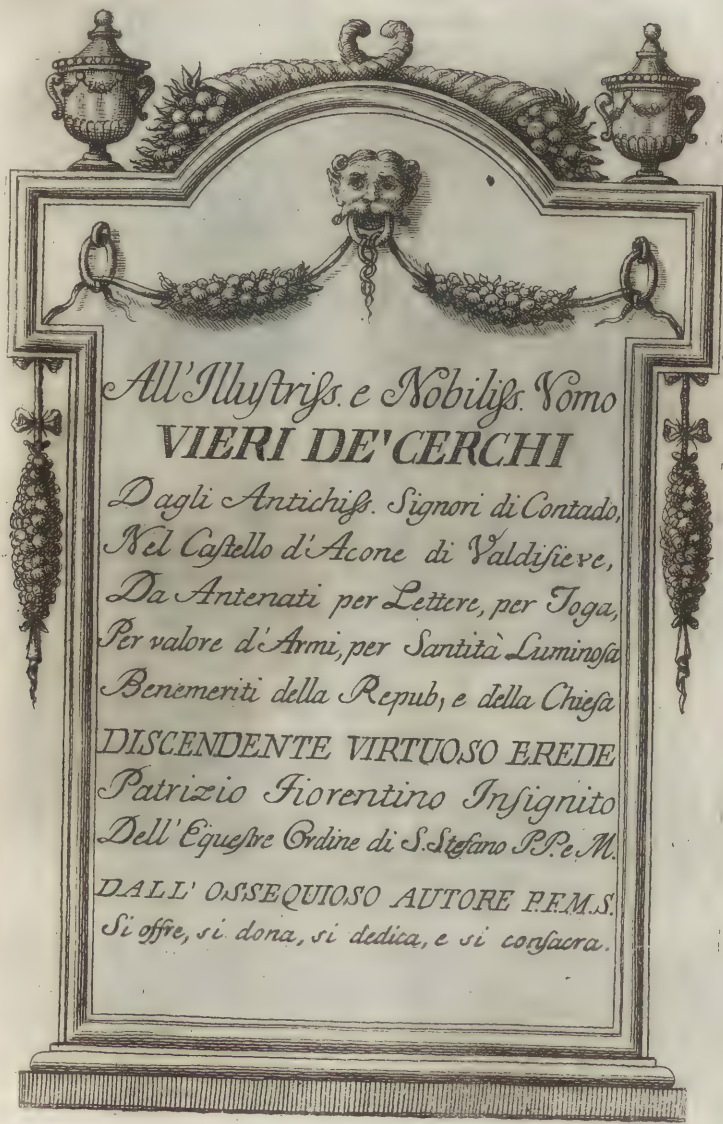 All'Illustriſs. e Nobiliſs. Vomo
VIERI DE' CERCHI
Dagli Antichiſs. Signori di Contado,
Nel Caſtello d'Acone di Valdiſieve,
Da Antenati per Lettere, per Toga,
Per valore d'Armi, per Santità Luminoſa
Benemeriti della Repub, e della Chieſa
DISCENDENTE VIRTUOSO EREDE
Patrizio Fiorentino Inſignito
Dell'Equeſtre Ordine di S. Stefano P.P. e M.
DALL' OSSEQUIOSO AUTORE P.F.M.S.
Si offre, si dona, si dedica, e si conſacra.